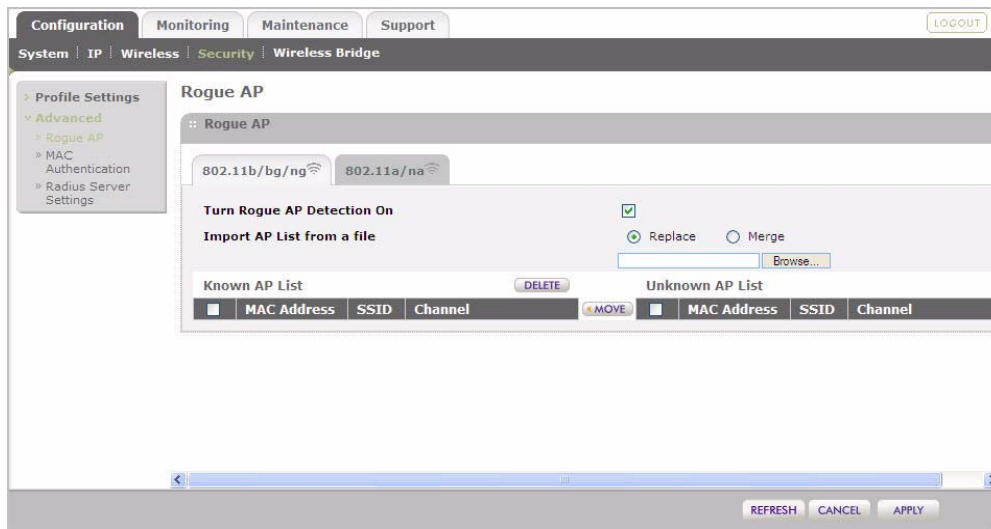 Configuration Monitoring Maintenance Support LOGOUT
System IP Wireless Security Wireless Bridge
Profile Settings
Advanced
Rogue AP
MAC
Authentication
Radius Server
Settings
Rogue AP
Rogue AP
802.11b/bg/ng 802.11a/na
Turn Rogue AP Detection On
Import AP List from a file Replace Merge
Browse...
Known AP List DELETE Unknown AP List
MAC Address SSID Channel MOVE MAC Address SSID Channel
REFRESH CANCEL APPLY